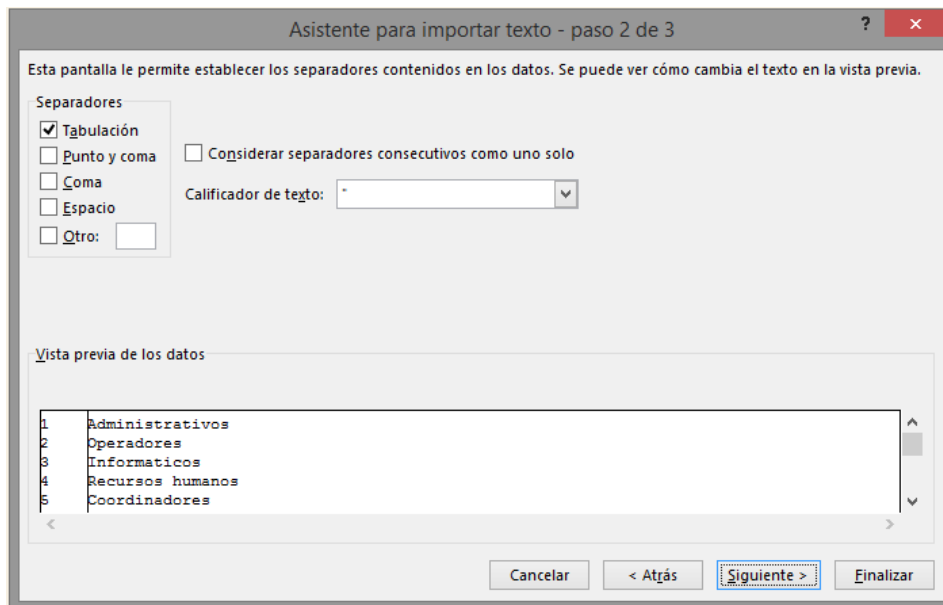 Asistente para importar texto - paso 2 de 3
?
Esta pantalla le permite establecer los separadores contenidos en los datos. Se puede ver cómo cambia el texto en la vista previa.
Separadores
Tabulación
Punto y coma
Coma
Espacio
Otro:
Considerar separadores consecutivos como uno solo
Calificador de texto: "
Vista previa de los datos
1 Administrativos
2 Operadores
3 Informaticos
4 Recursos humanos
5 Coordinadores
Cancelar < Atrás Siguiente > Finalizar